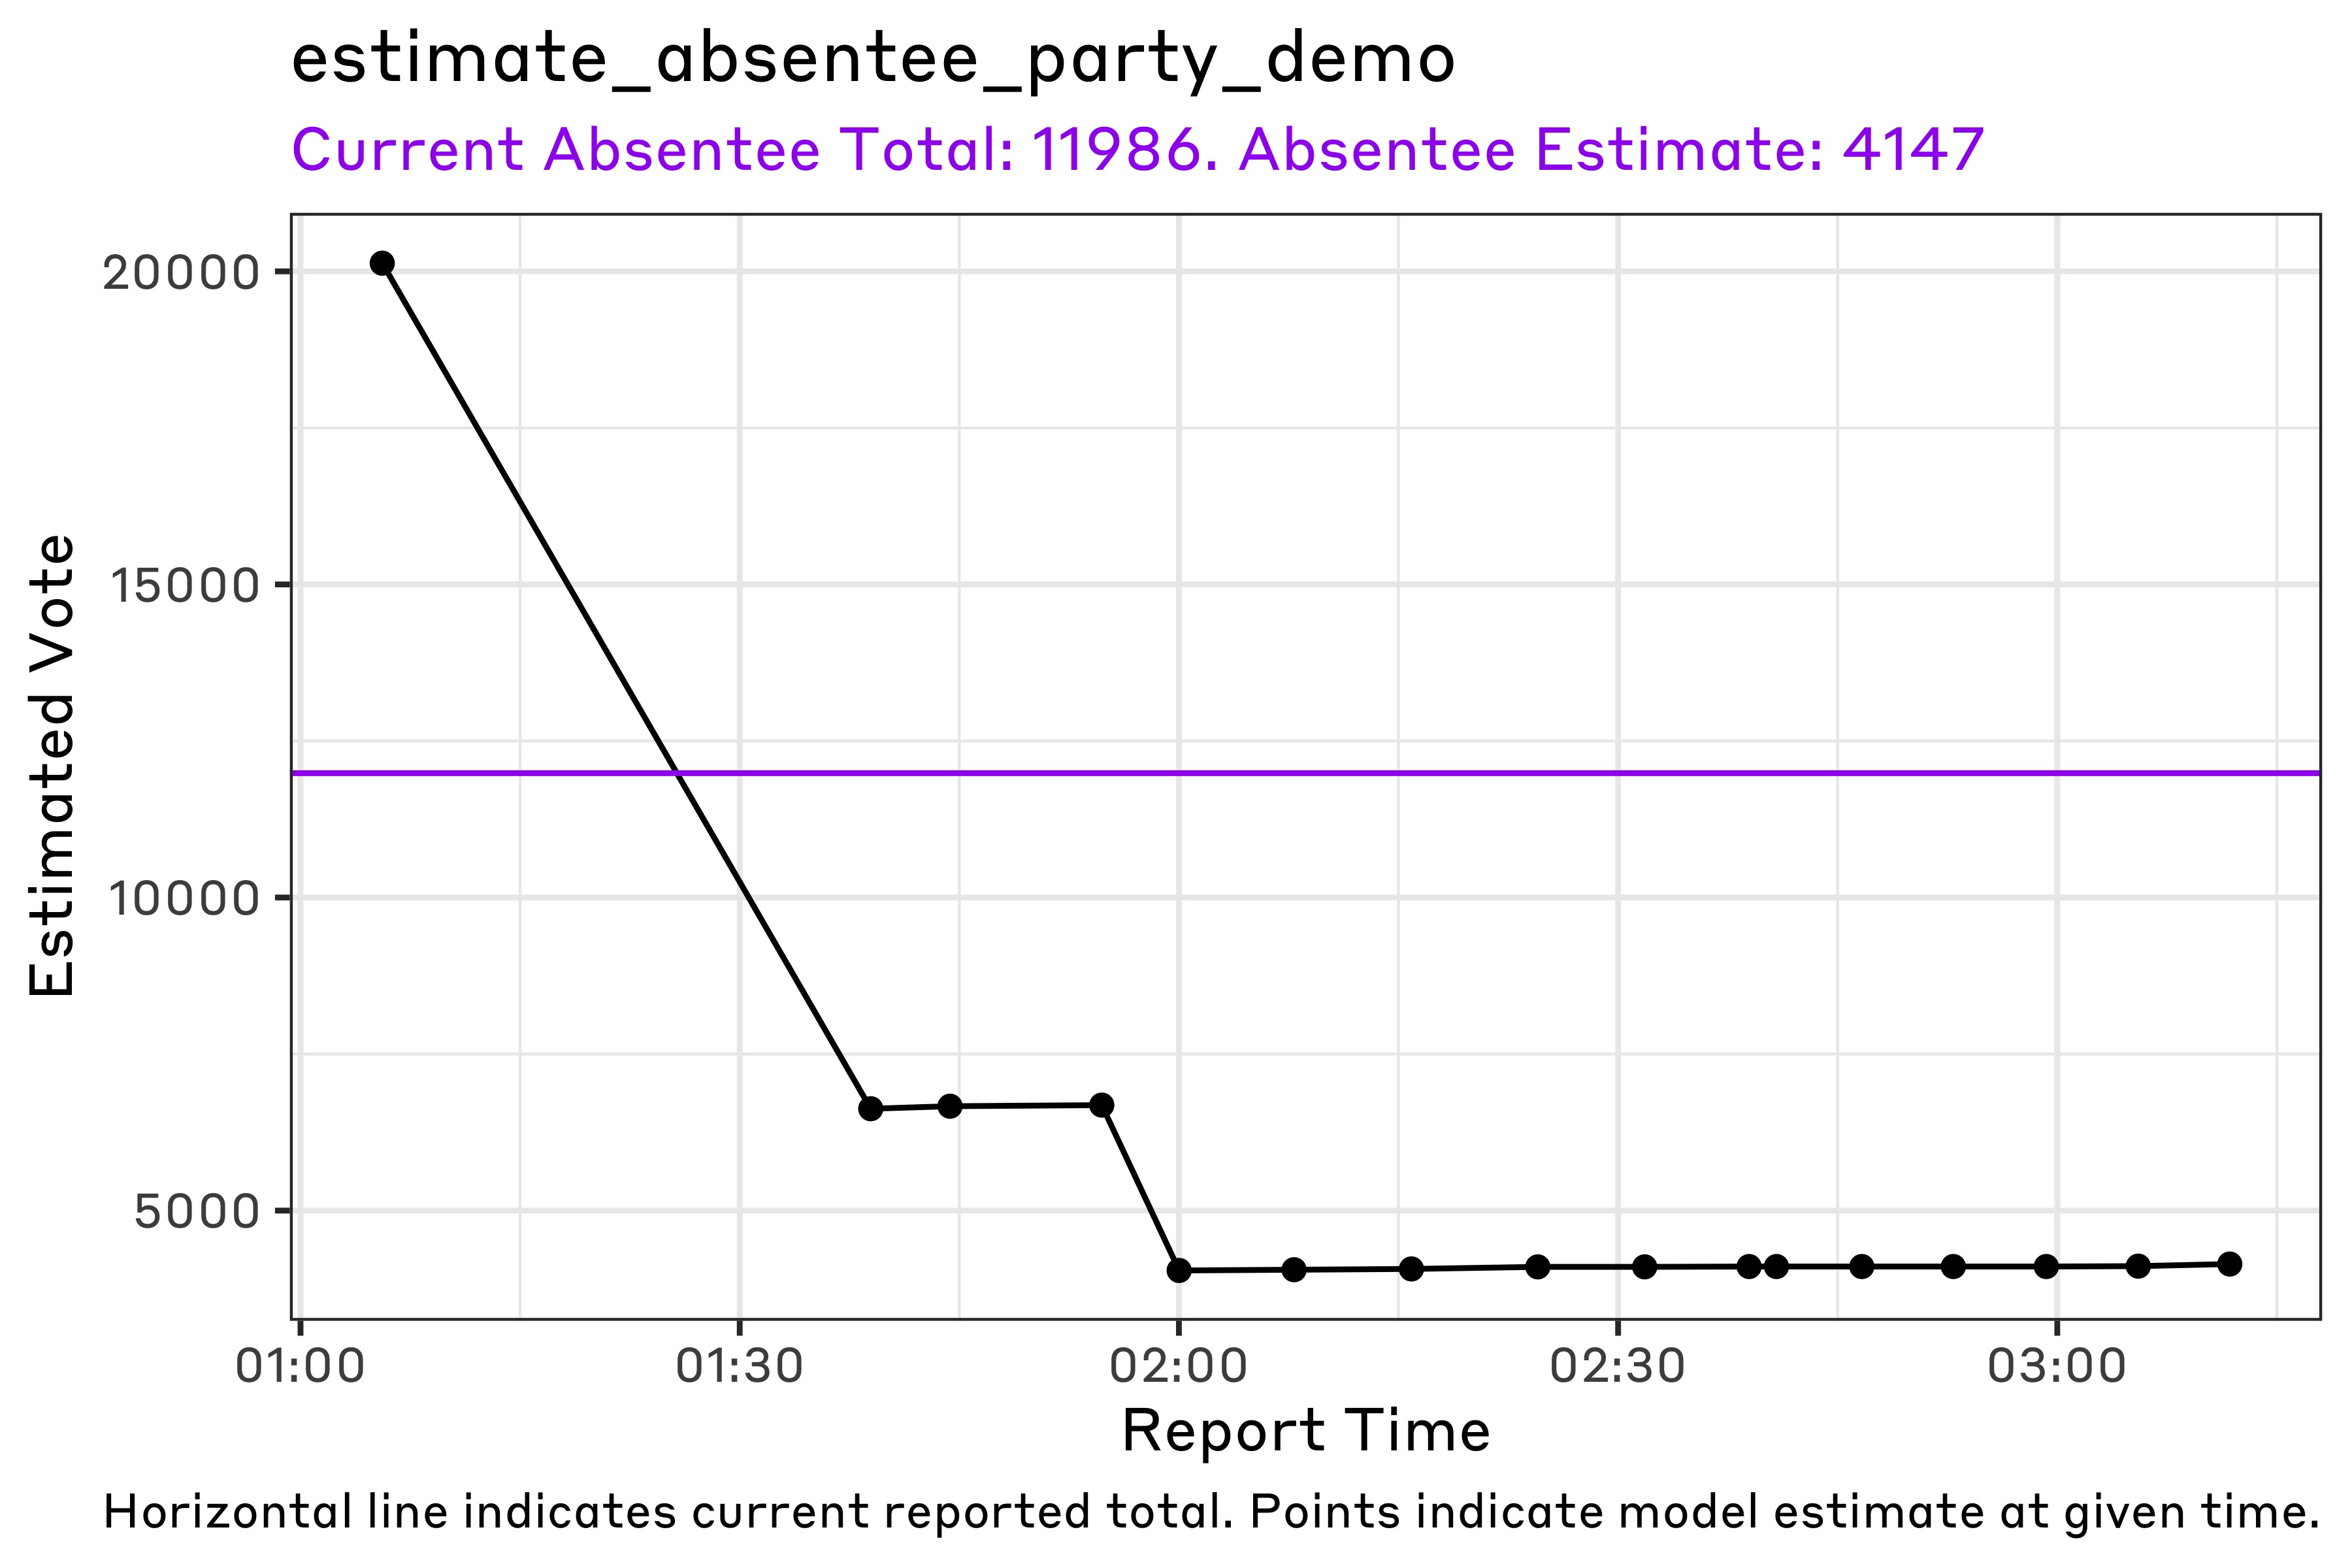 estimate_absentee_party_demo
Current Absentee Total: 11986. Absentee Estimate: 4147
Estimated Vote
20000
15000
10000
5000
01:00 01:30 02:00 02:30 03:00
Report Time
Horizontal line indicates current reported total. Points indicate model estimate at given time.